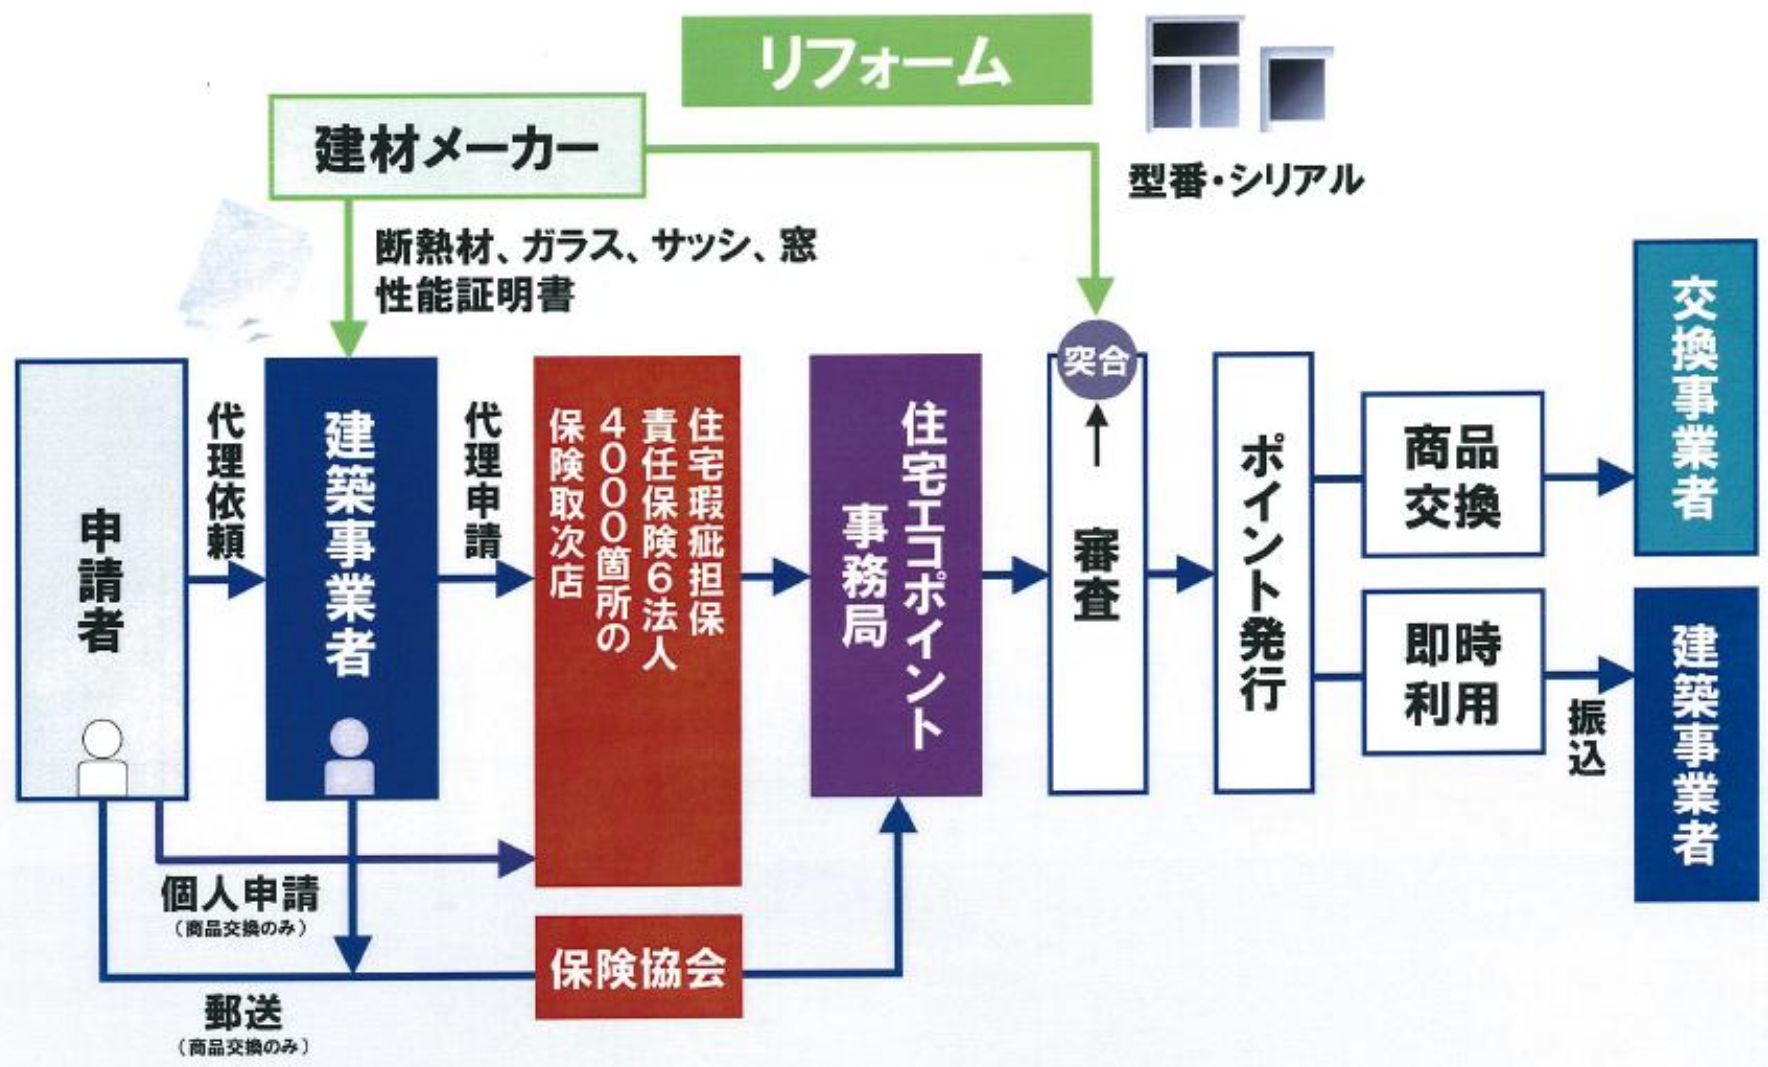 リフォーム
建材メーカー
型番・シリアル
断熱材、ガラス、サッシ、窓
性能証明書
申請者
代理依頼
建築事業者
代理申請
住宅瑕疵担保
責任保険6法人
4000箇所の
保険取次店
住宅エコポイント
事務局
突合
審査
ポイント発行
商品
交換
交換事業者
即時
利用
振込
建築事業者
個人申請
（商品交換のみ）
保険協会
郵送
（商品交換のみ）